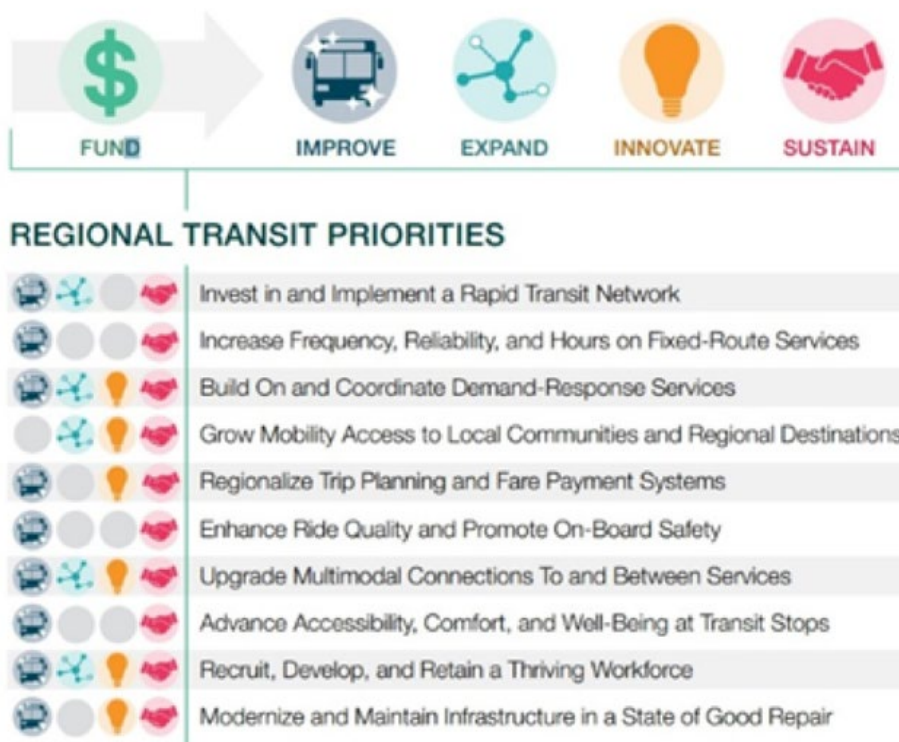 $
FUND
IMPROVE
EXPAND
INNOVATE
SUSTAIN
REGIONAL TRANSIT PRIORITIES
Invest in and Implement a Rapid Transit Network
Increase Frequency, Reliability, and Hours on Fixed-Route Services
Build On and Coordinate Demand-Response Services
Grow Mobility Access to Local Communities and Regional Destinations
Regionalize Trip Planning and Fare Payment Systems
Enhance Ride Quality and Promote On-Board Safety
Upgrade Multimodal Connections To and Between Services
Advance Accessibility, Comfort, and Well-Being at Transit Stops
Recruit, Develop, and Retain a Thriving Workforce
Modernize and Maintain Infrastructure in a State of Good Repair